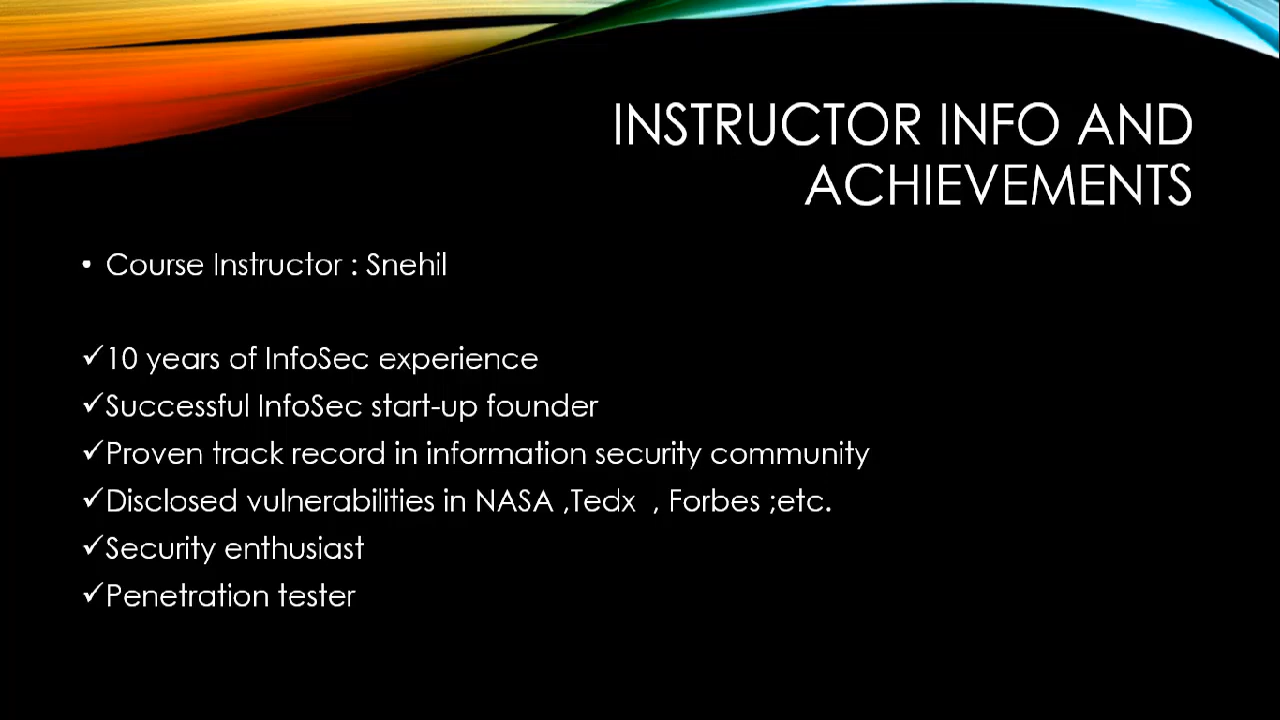 INSTRUCTOR INFO AND
ACHIEVEMENTS
• Course Instructor : Snehil
✓10 years of InfoSec experience
✓Successful InfoSec start-up founder
✓Proven track record in information security community
✓Disclosed vulnerabilities in NASA ,Tedx , Forbes ;etc.
✓Security enthusiast
✓Penetration tester